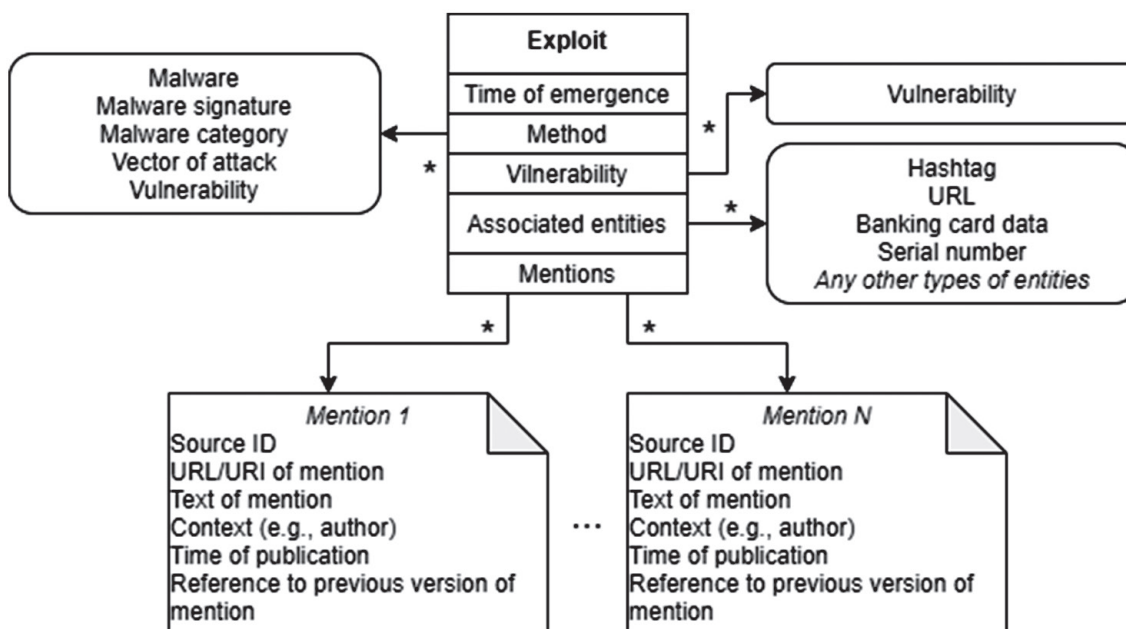 Exploit
Time of emergence
Method
Vilnerability
Associated entities
Mentions
Malware
Malware signature
Malware category
Vector of attack
Vulnerability
*
*
Vulnerability
*
Hashtag
URL
Banking card data
Serial number
Any other types of entities
*
*
Mention 1
Source ID
URL/URI of mention
Text of mention
Context (e.g., author)
Time of publication
Reference to previous version of
mention
...
Mention N
Source ID
URL/URI of mention
Text of mention
Context (e.g., author)
Time of publication
Reference to previous version of
mention